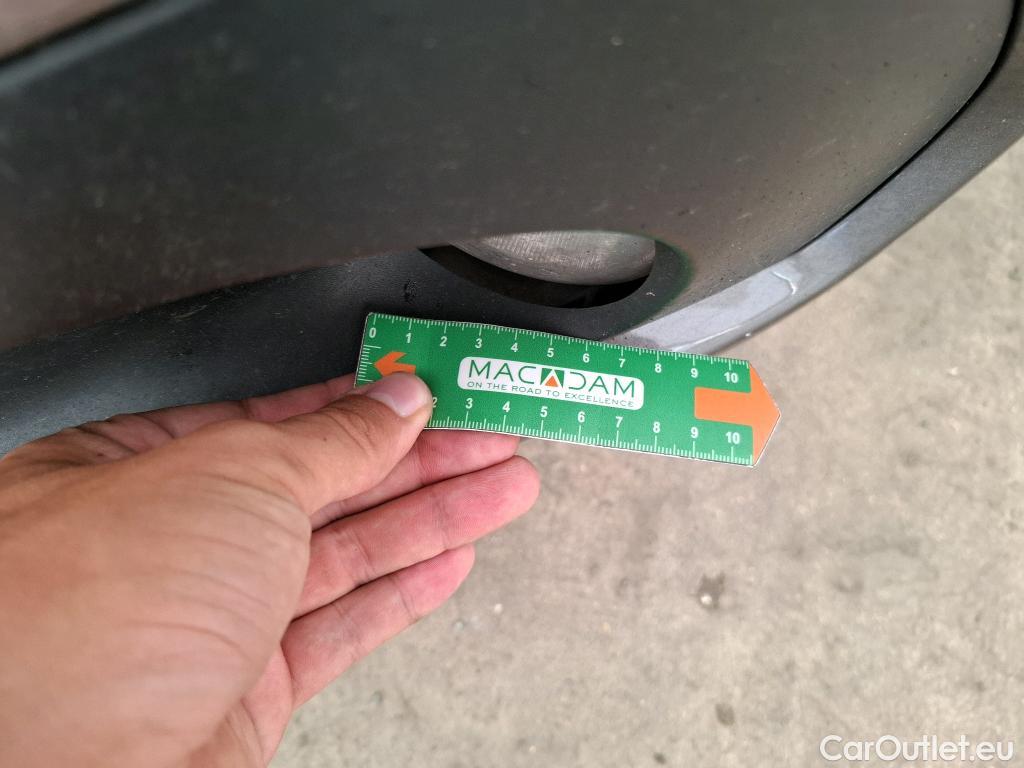 0 1 2 3 4 5 6 7 8 9 10
MACADAM
ON THE ROAD TO EXCELLENCE
2 3 4 5 6 7 8 9 10
CarOutlet.eu